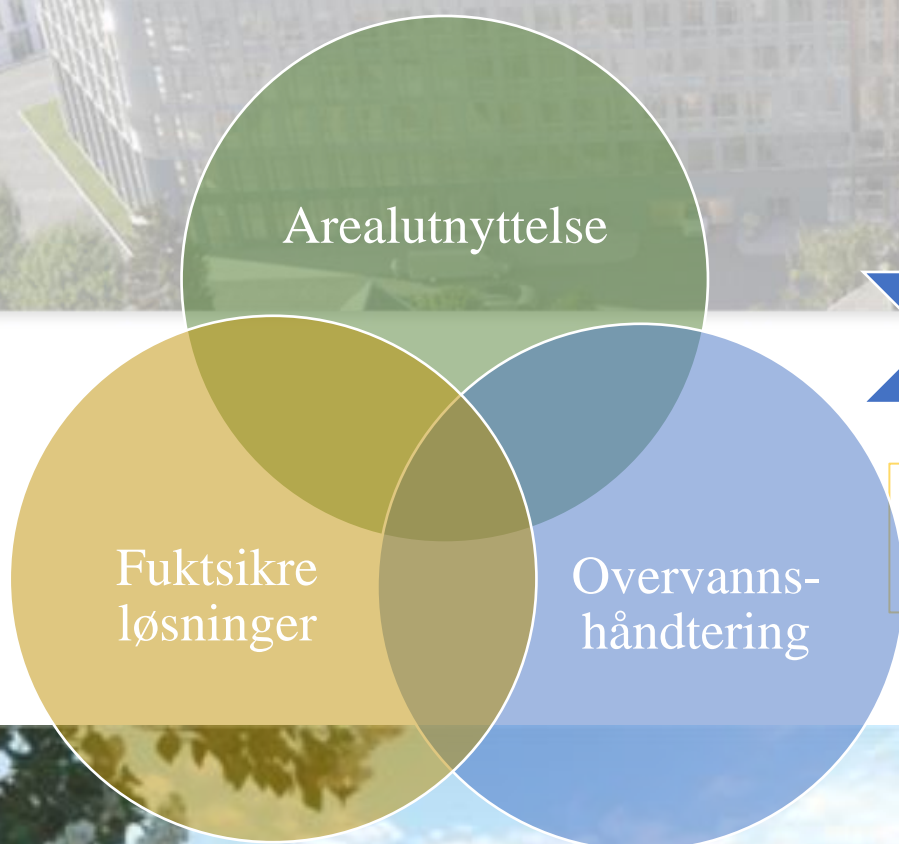 Arealutnyttelse
Fuktsikre
løsninger
Overvanns-
håndtering